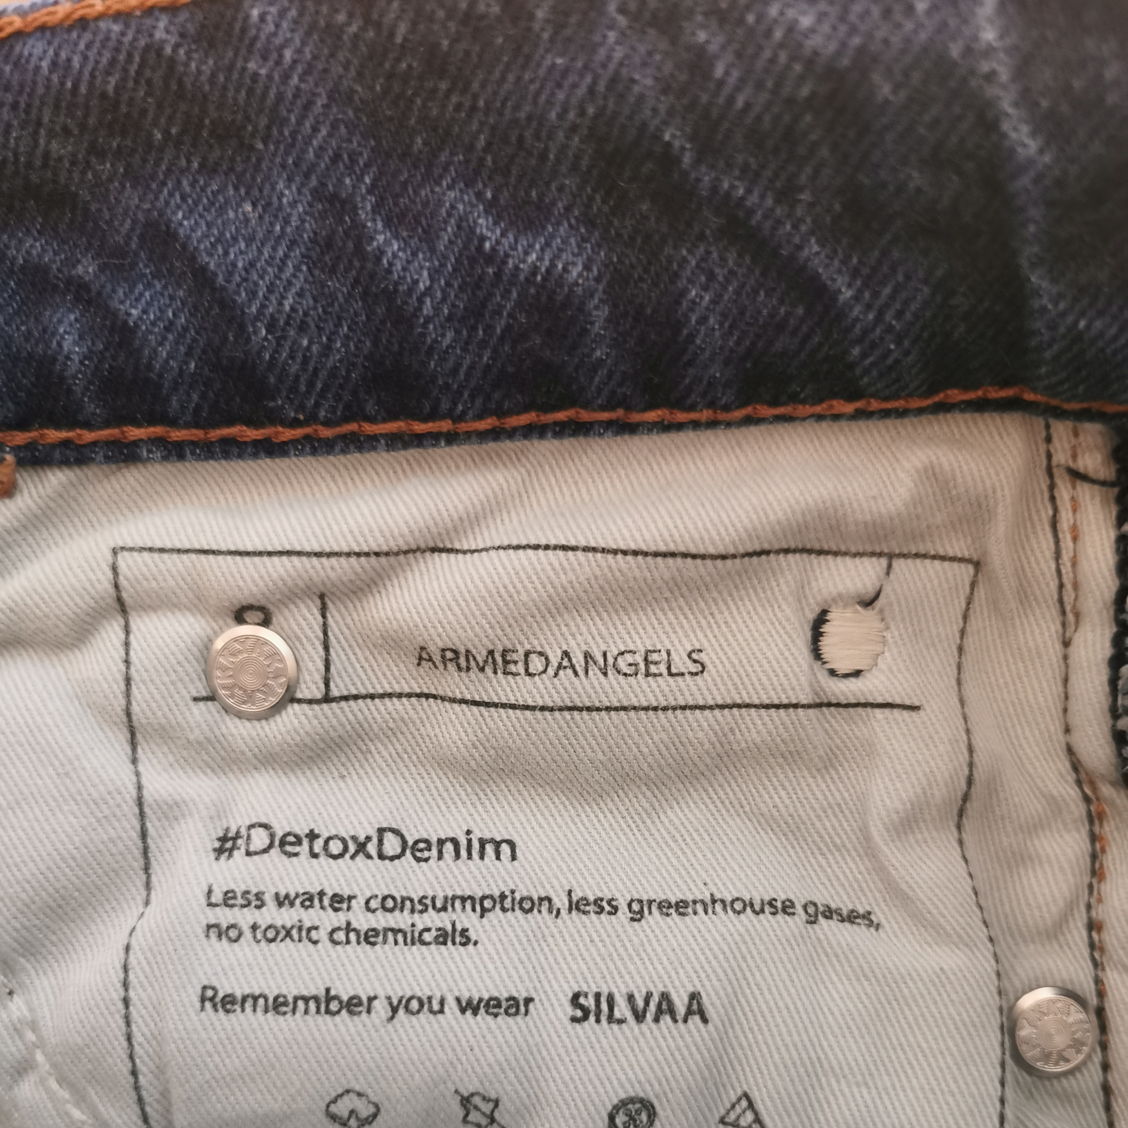 ARMEDANGELS
#DetoxDenim
Less water consumption, less greenhouse gases,
no toxic chemicals.
Remember you wear SILVAA